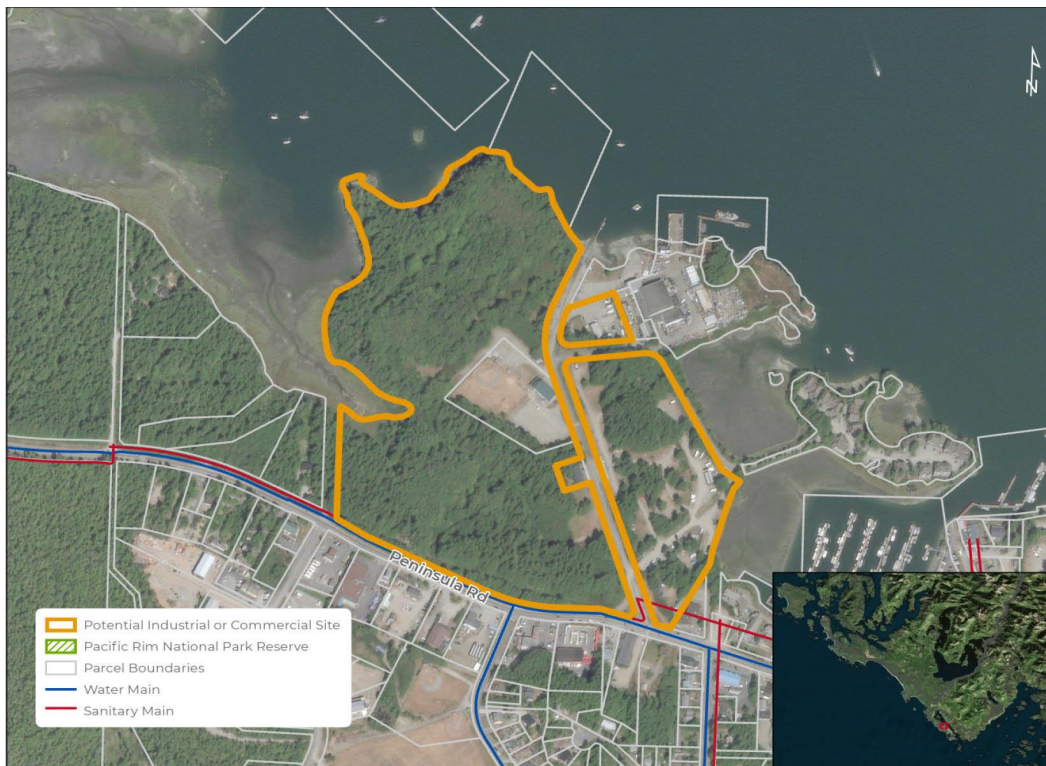 N
Peninsula Rd
Potential Industrial or Commercial Site
Pacific Rim National Park Reserve
Parcel Boundaries
Water Main
Sanitary Main